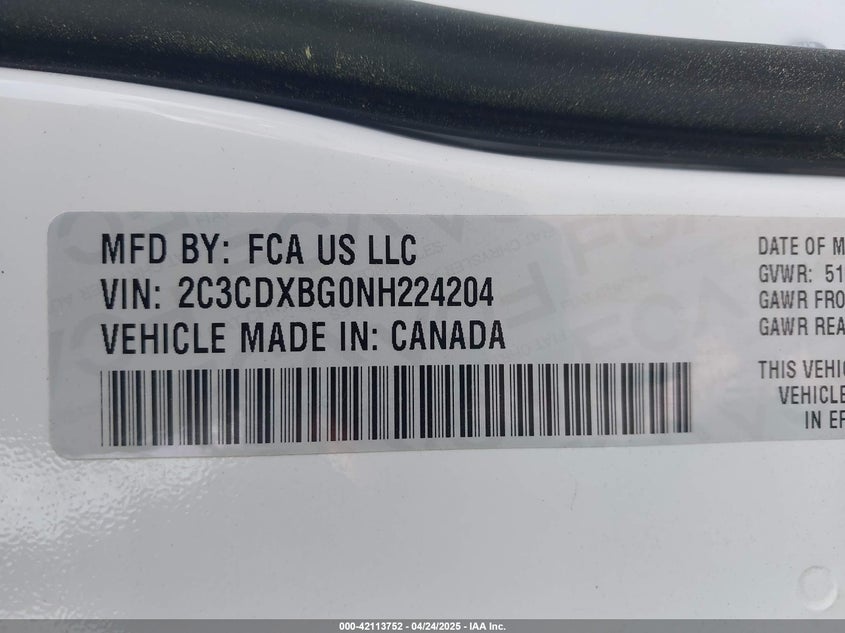 MFD BY: FCA US LLC
VIN: 2C3CDXBG0NH224204
VEHICLE MADE IN: CANADA
DATE OF M
GVWR: 51
GAWR FRO
GAWR REA
THIS VEHIC
VEHICLE
IN EF
000-42113752 - 04/24/2025 - IAA Inc.